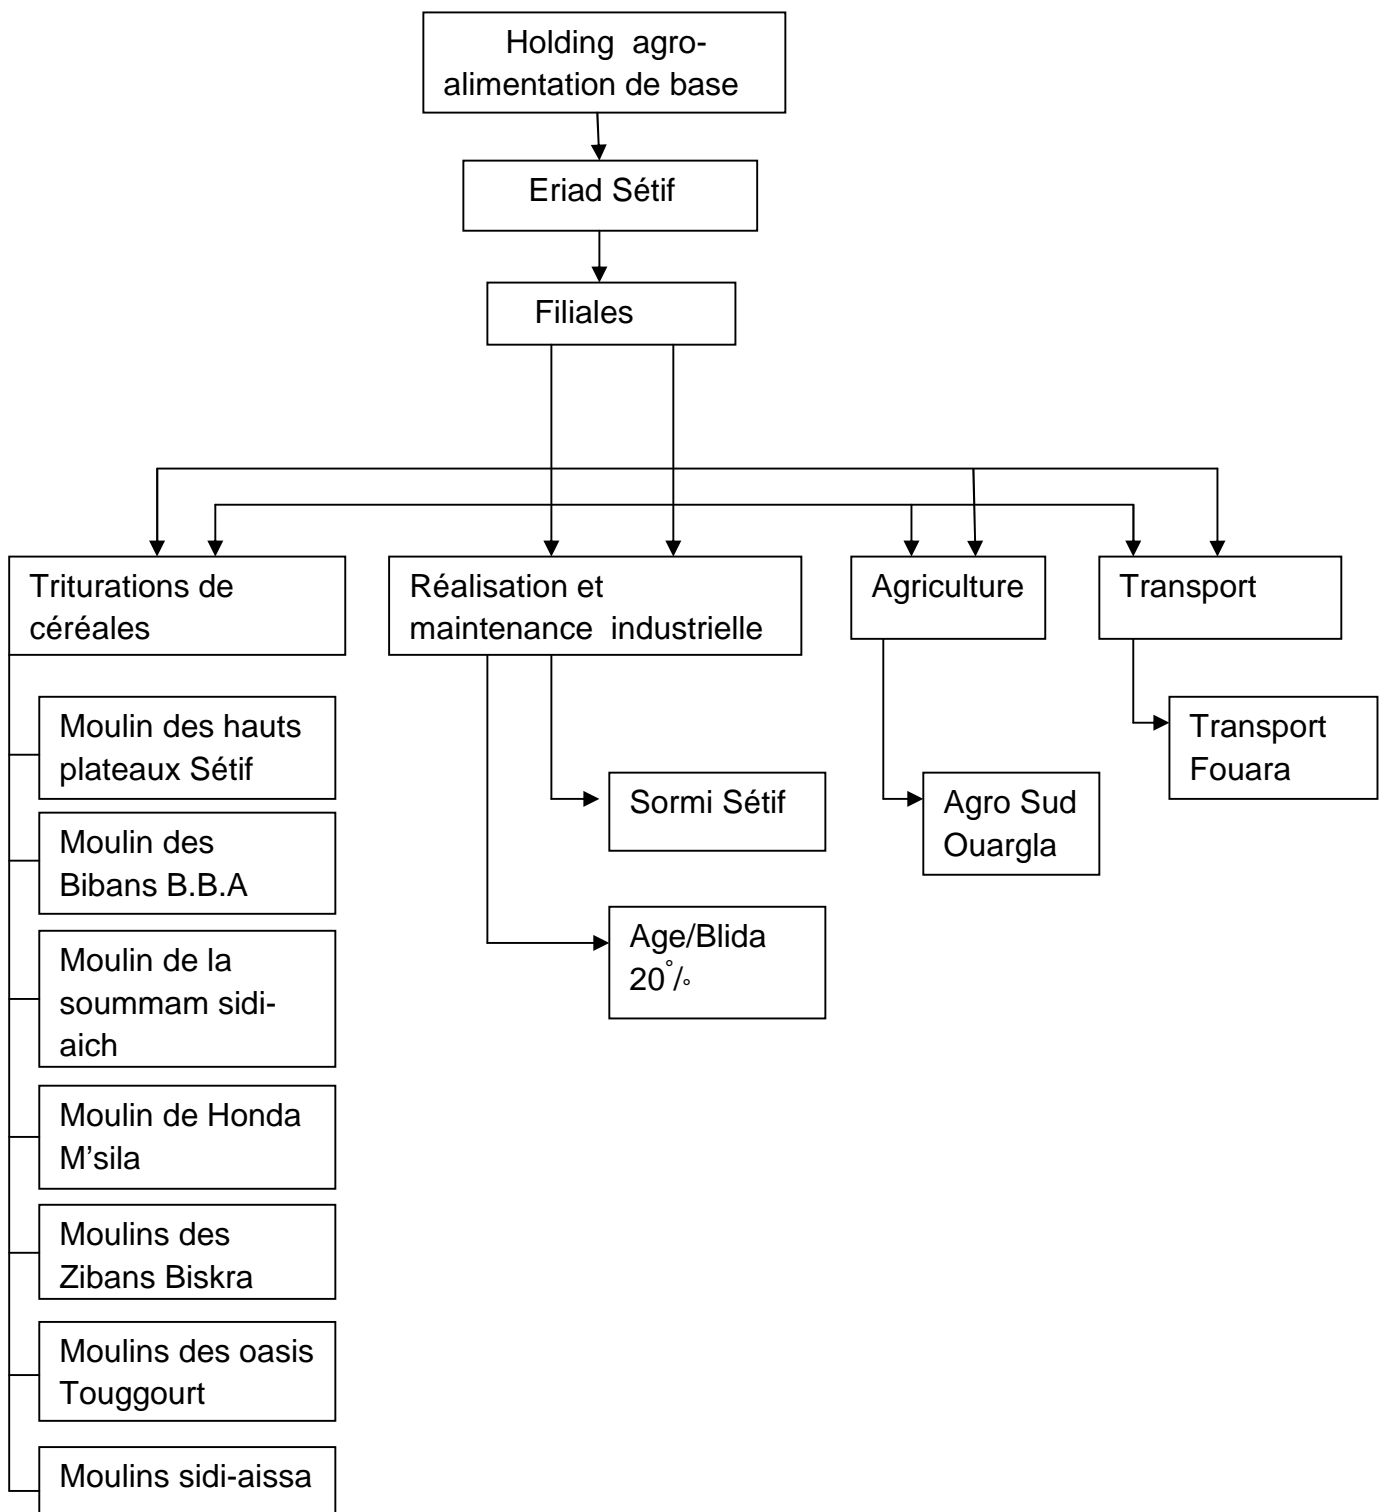 Holding agro-
alimentation de base
Eriad Sétif
Filiales
Triturations de
céréales
Réalisation et
maintenance industrielle
Agriculture
Transport
Moulin des hauts
plateaux Sétif
Moulin des
Bibans B.B.A
Moulin de la
soummam sidi-
aich
Moulin de Honda
M’sila
Moulins des
Zibans Biskra
Moulins des oasis
Touggourt
Moulins sidi-aissa
Sormi Sétif
Age/Blida
20°/°
Agro Sud
Ouargla
Transport
Fouara